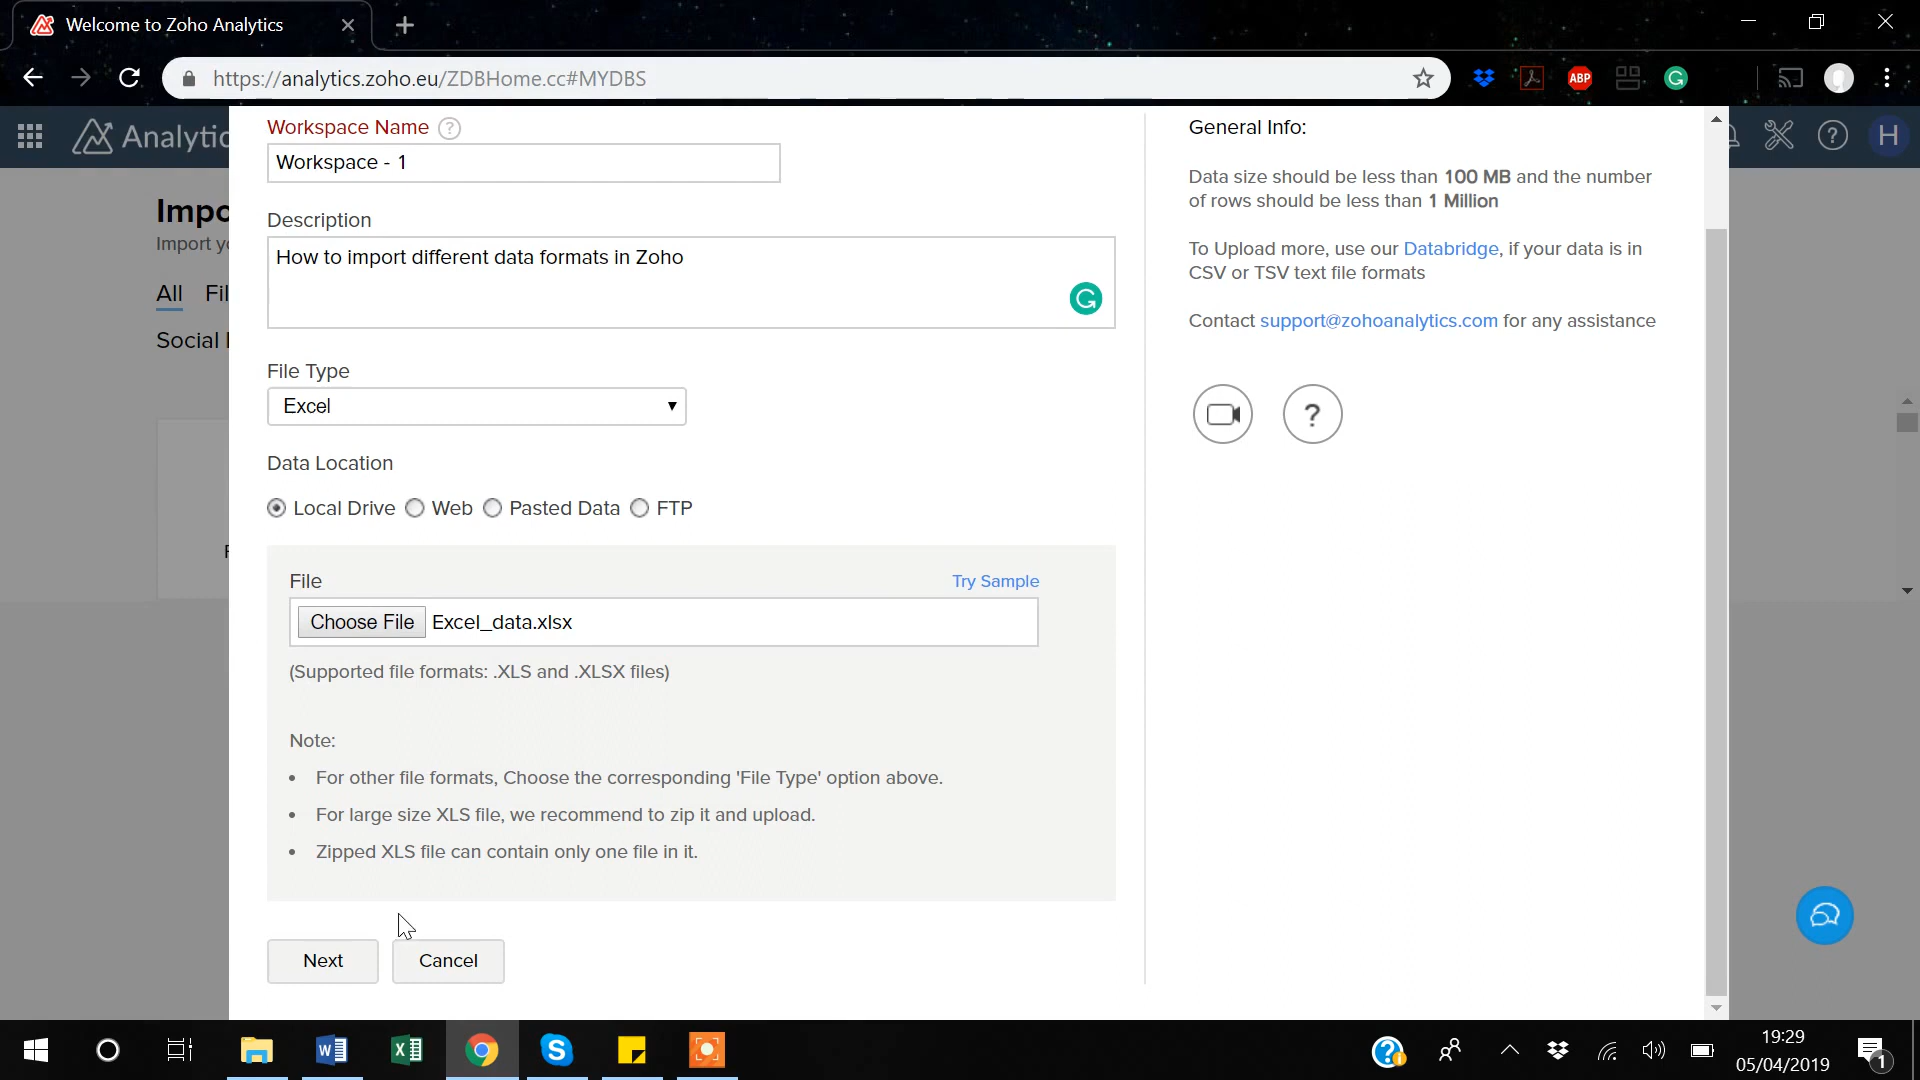 Welcome to Zoho Analytics
https://analytics.zoho.eu/ZDBHome.cc#MYDBS
ABP
Analytic
H
Impo
Import y
All Fil
Social
Workspace Name ?
Workspace - 1
Description
How to import different data formats in Zoho
File Type
Excel
Data Location
Local Drive Web Pasted Data FTP
File
Try Sample
Choose File Excel_data.xlsx
(Supported file formats: .XLS and .XLSX files)
Note:
• For other file formats, Choose the corresponding 'File Type' option above.
• For large size XLS file, we recommend to zip it and upload.
• Zipped XLS file can contain only one file in it.
Next
Cancel
General Info:
Data size should be less than 100 MB and the number
of rows should be less than 1 Million
To Upload more, use our Databridge, if your data is in
CSV or TSV text file formats
Contact support@zohoanalytics.com for any assistance
?
19:29
05/04/2019
1